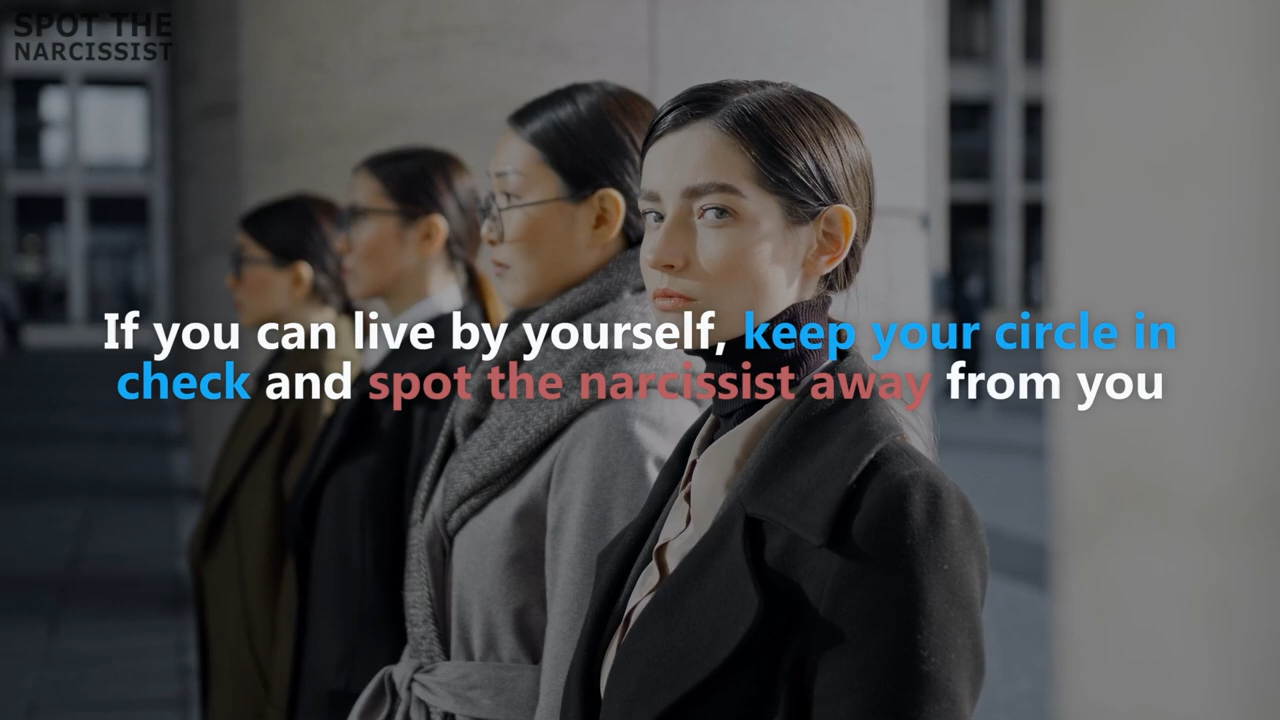 SPOT THE
NARCISSIST
If you can live by yourself, keep your circle in
check and spot the narcissist away from you